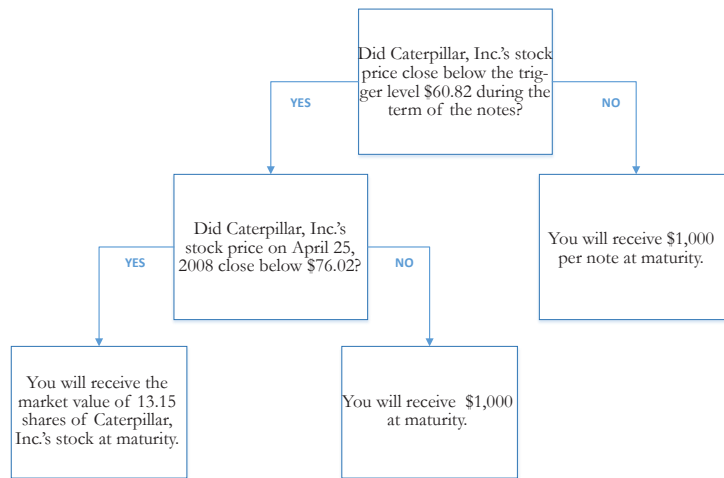 Did Caterpillar, Inc.'s stock
price close below the trig-
ger level $60.82 during the
term of the notes?
YES
NO
Did Caterpillar, Inc.'s
stock price on April 25,
2008 close below $76.02?
You will receive $1,000
per note at maturity.
YES
NO
You will receive the
market value of 13.15
shares of Caterpillar,
Inc.'s stock at maturity.
You will receive $1,000
at maturity.